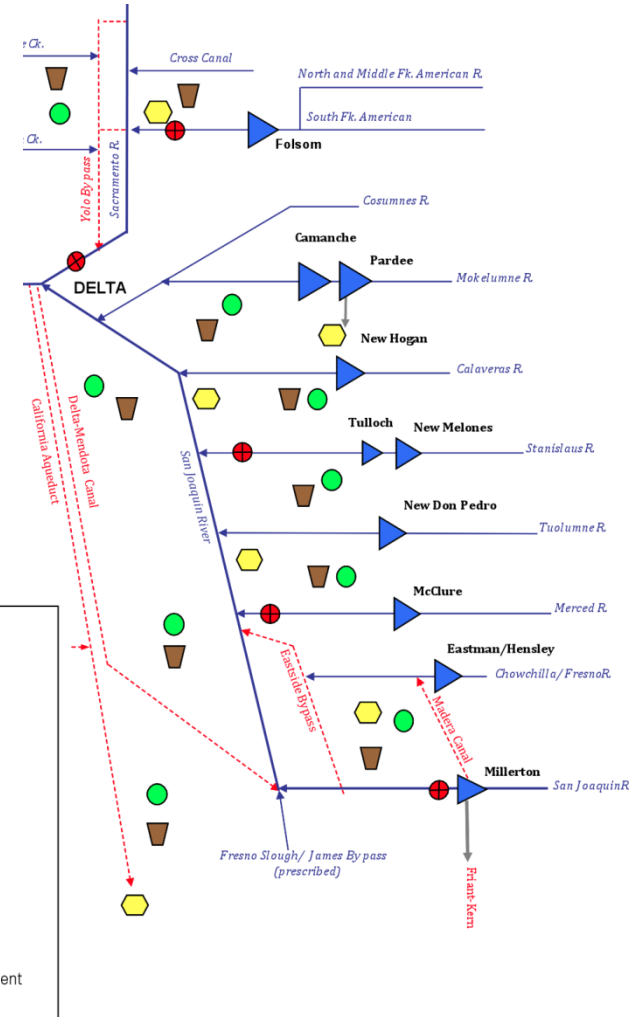 Ck.
Cross Canal
North and Middle Fk. American R.
South Fk. American
Folsom
Ck.
Yolo By pass
Sacramento R.
Cosumnes R.
Camanche
Pardee
DELTA
Mokelumne R.
New Hogan
Calaveras R.
California Aqueduct
Delta-Mendota Canal
San Joaquin River
Tulloch
New Melones
Stanislaus R.
New Don Pedro
Tuolumne R.
McClure
Merced R.
Eastside Bypass
Eastman/Hensley
Chowchilla/FresnoR.
Madera Canal
Millerton
San JoaquinR.
Fresno Slough/ James By pass
(prescribed)
Friant-Kern
ent